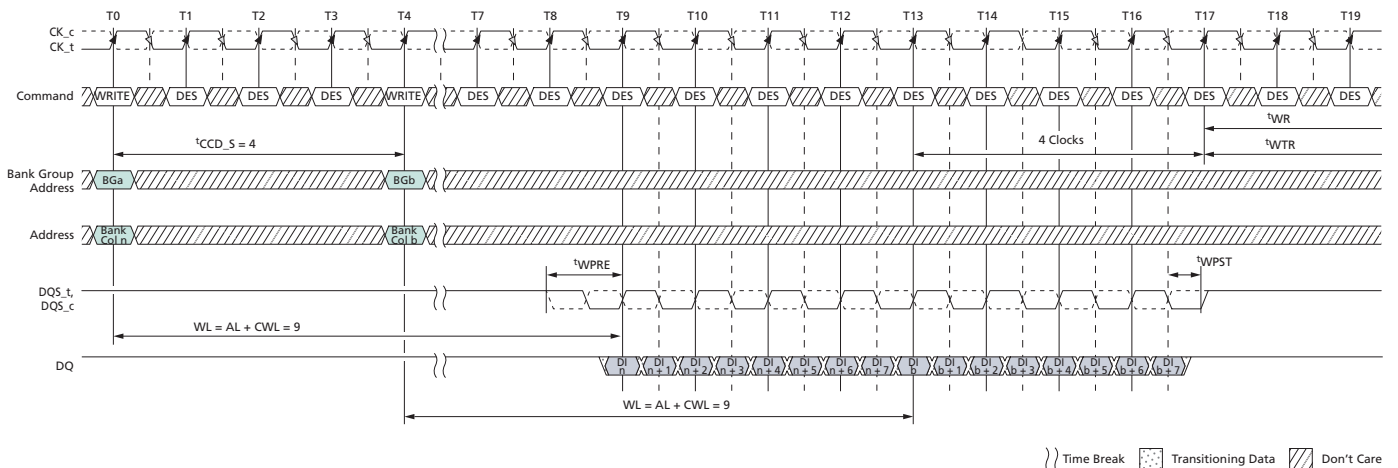 T0 T1 T2 T3 T4 T7 T8 T9 T10 T11 T12 T13 T14 T15 T16 T17 T18 T19
CK_c
CK_t
Command WRITE DES DES DES WRITE DES DES DES DES DES DES DES DES DES DES DES DES DES
tWR
tCCD_S = 4 4 Clocks tWTR
Bank Group
Address BGa BGb
Address Bank
Col n Bank
Col b
tWPRE tWPST
DQS_t,
DQS_c
WL = AL + CWL = 9
DQ DI
n DI
n + 1 DI
n + 2 DI
n + 3 DI
n + 4 DI
n + 5 DI
n + 6 DI
n + 7 DI
b DI
b + 1 DI
b + 2 DI
b + 3 DI
b + 4 DI
b + 5 DI
b + 6 DI
b + 7
WL = AL + CWL = 9
Time Break Transitioning Data Don't Care